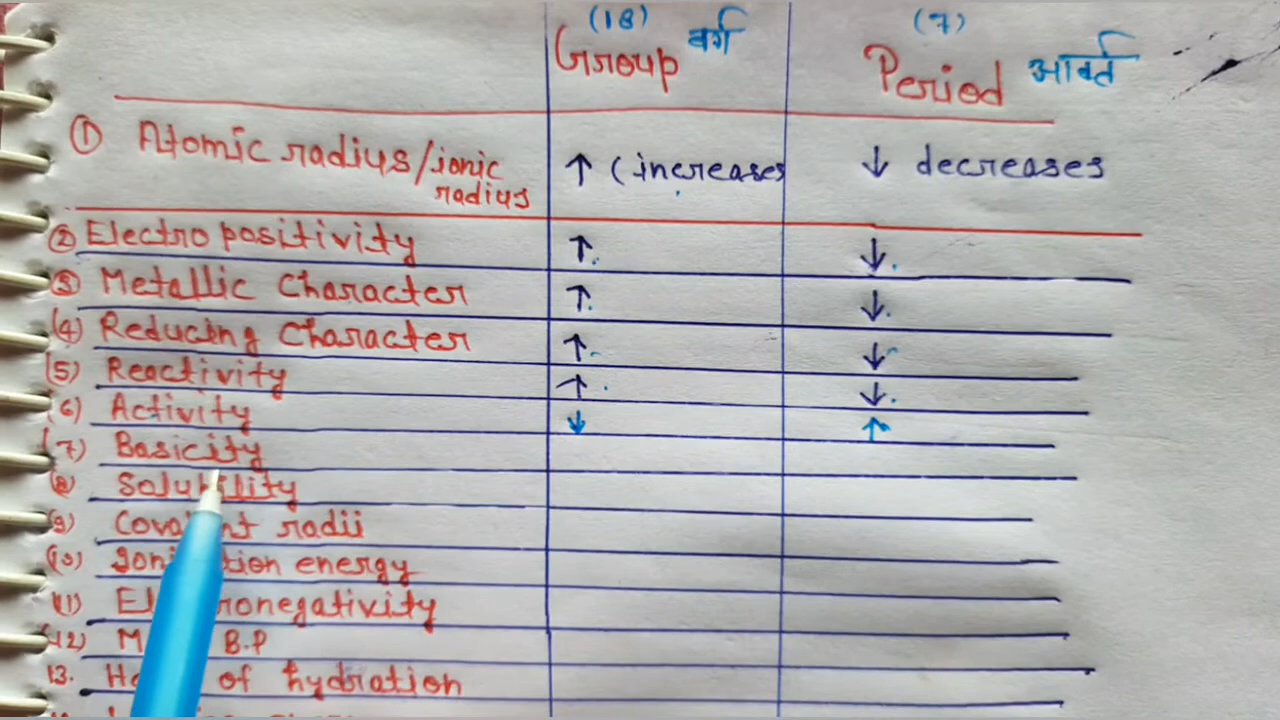 (18) (7)
Group वर्ग Period आवर्त
① Atomic radius/ionic radius ↑ (increases ↓ decreases
② Electropositivity ↑ ↓
③ Metallic Character ↑ ↓
(4) Reducing Character ↑ ↓
(5) Reactivity ↑ ↓
(6) Activity ↓ ↑
(7) Basicity
(8) Solubility
(9) radii
(10) energy
(11)
(12) B.P
13. of hydration